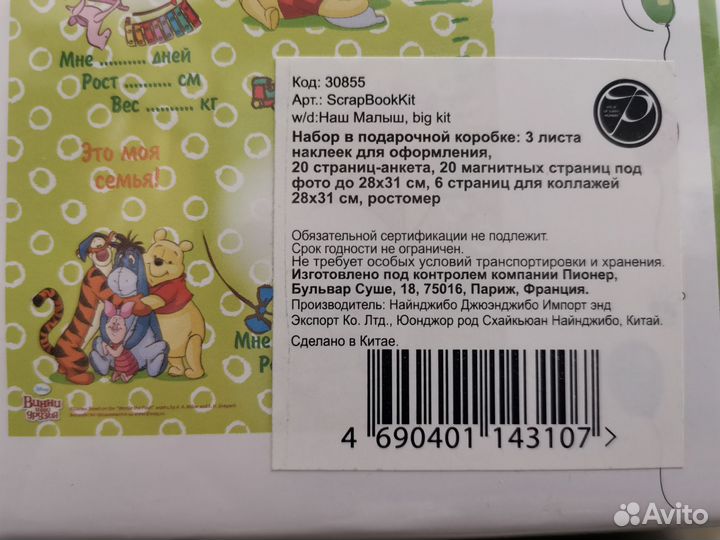 Мне .......... дней
Рост .......... см
Вес .......... кг
Это моя
семья!
Мне
Disney
Винни
и его
друзья
Код: 30855
Арт.: ScrapBookKit
w/d:Наш Малыш, big kit
Набор в подарочной коробке: 3 листа
наклеек для оформления,
20 страниц-анкета, 20 магнитных страниц под
фото до 28х31 см, 6 страниц для коллажей
28х31 см, ростомер
Обязательной сертификации не подлежит.
Срок годности не ограничен.
Не требует особых условий транспортировки и хранения.
Изготовлено под контролем компании Пионер,
Бульвар Суше, 18, 75016, Париж, Франция.
Производитель: Найнджибо Джюэнджибо Импорт энд
Экспорт Ко. Лтд., Юонджор род Схайкьюан Найнджибо, Китай.
Сделано в Китае.
4 690401 143107 >
Avito